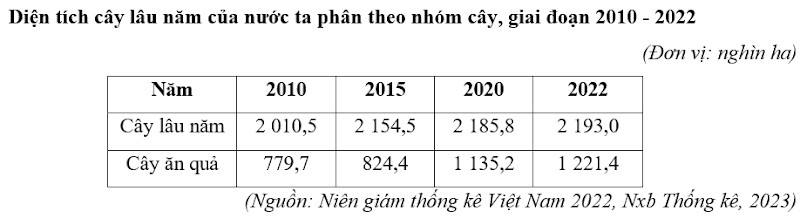 Diện tích cây lâu năm của nước ta phân theo nhóm cây, giai đoạn 2010 - 2022
(Đơn vị: nghìn ha)
Năm 2010 2015 2020 2022
Cây lâu năm 2 010,5 2 154,5 2 185,8 2 193,0
Cây ăn quả 779,7 824,4 1 135,2 1 221,4
(Nguồn: Niên giám thống kê Việt Nam 2022, Nxb Thống kê, 2023)